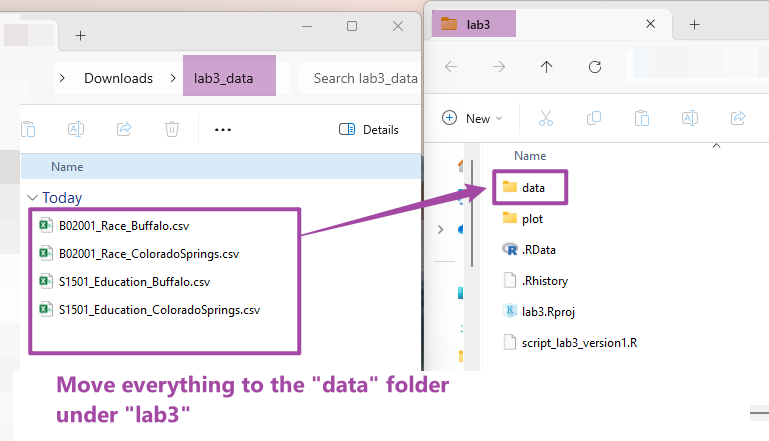 Downloads
lab3_data
Search lab3_data
Details
Name
Today
B02001_Race_Buffalo.csv
B02001_Race_ColoradoSprings.csv
S1501_Education_Buffalo.csv
S1501_Education_ColoradoSprings.csv
lab3
New
Name
data
plot
.RData
.Rhistory
lab3.Rproj
script_lab3_version1.R
Move everything to the "data" folder
under "lab3"